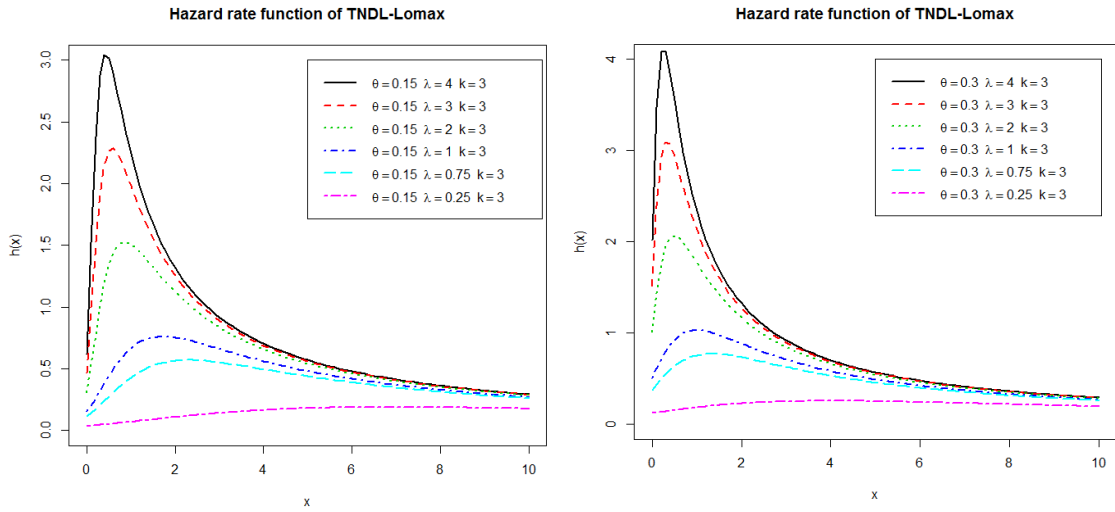 Hazard rate function of TNDL-Lomax
h(x)
3.0
2.5
2.0
1.5
1.0
0.5
0.0
θ = 0.15 λ = 4 k = 3
θ = 0.15 λ = 3 k = 3
θ = 0.15 λ = 2 k = 3
θ = 0.15 λ = 1 k = 3
θ = 0.15 λ = 0.75 k = 3
θ = 0.15 λ = 0.25 k = 3
0 2 4 6 8 10
x
Hazard rate function of TNDL-Lomax
h(x)
4
3
2
1
0
θ = 0.3 λ = 4 k = 3
θ = 0.3 λ = 3 k = 3
θ = 0.3 λ = 2 k = 3
θ = 0.3 λ = 1 k = 3
θ = 0.3 λ = 0.75 k = 3
θ = 0.3 λ = 0.25 k = 3
0 2 4 6 8 10
x